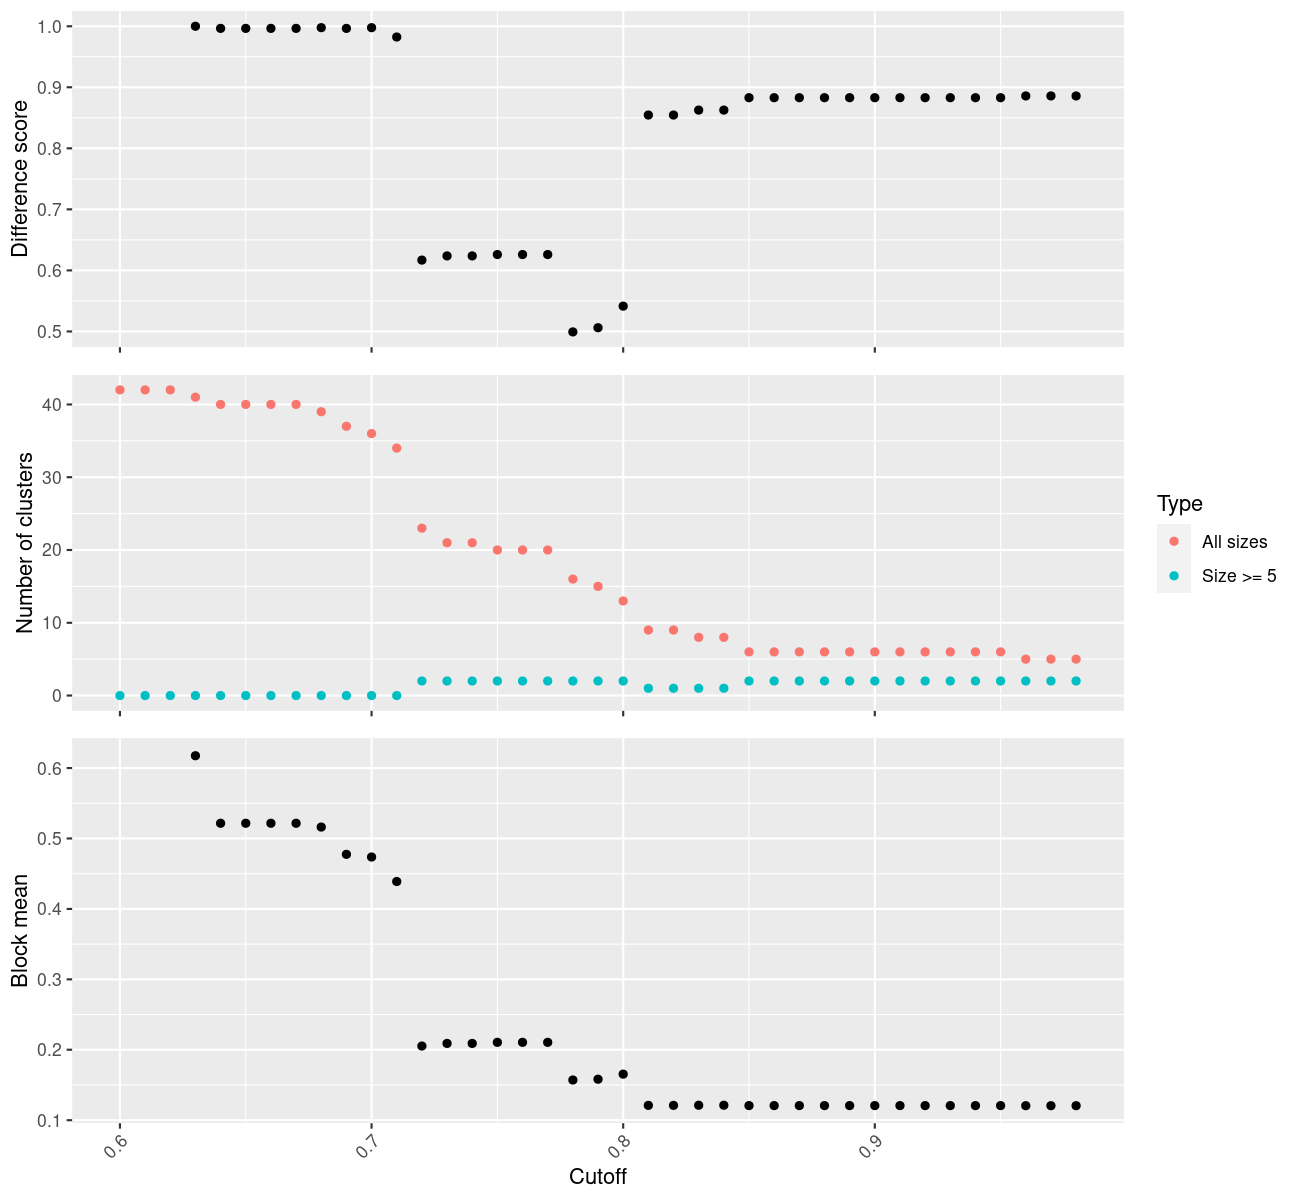 Difference score
1.0
0.9
0.8
0.7
0.6
0.5
Number of clusters
40
30
20
10
0
Type
All sizes
Size >= 5
Block mean
0.6
0.5
0.4
0.3
0.2
0.1
0.6 0.7 0.8 0.9
Cutoff